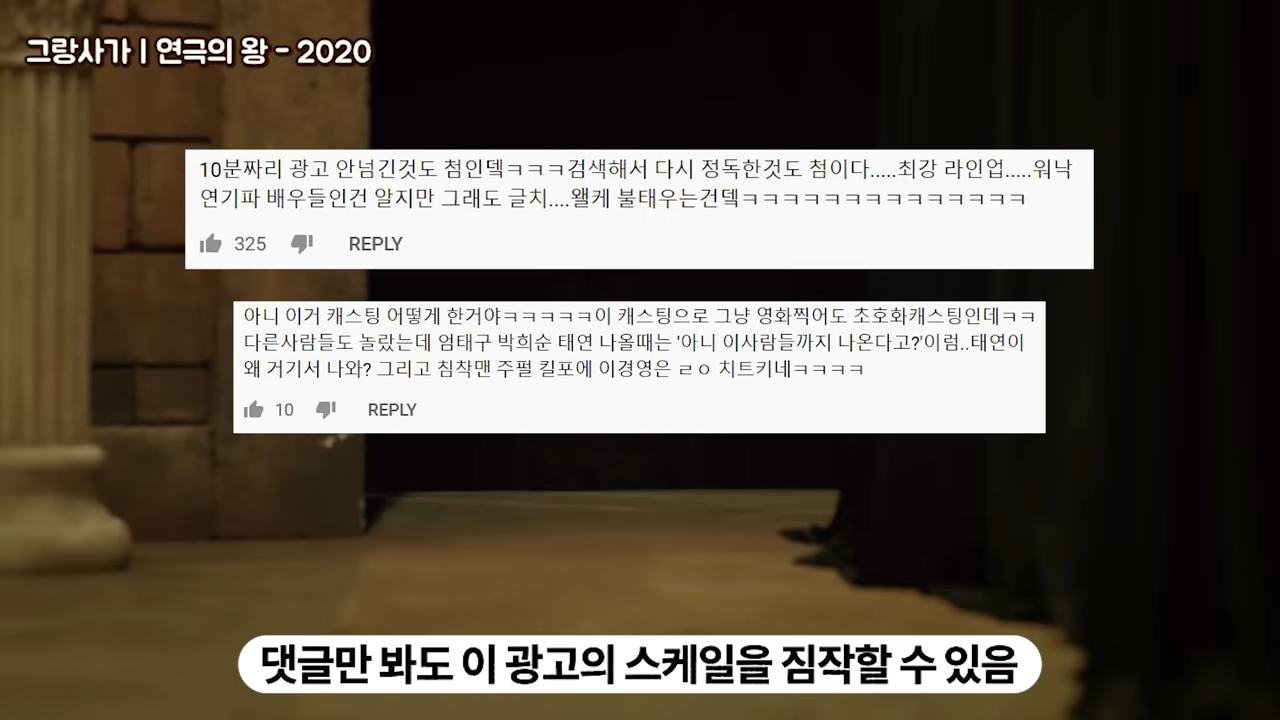 그랑사가 | 연극의 왕 - 2020
10분짜리 광고 안넘긴것도 첨인뎈ㅋㅋㅋ검색해서 다시 정독한것도 첨이다.....최강 라인업.....워낙
연기파 배우들인건 알지만 그래도 글치....왤케 불태우는건뎈ㅋㅋㅋㅋㅋㅋㅋㅋㅋㅋㅋㅋㅋㅋ
325 REPLY
아니 이거 캐스팅 어떻게 한거야ㅋㅋㅋㅋㅋ이 캐스팅으로 그냥 영화찍어도 초호화캐스팅인데ㅋㅋ
다른사람들도 놀랐는데 엄태구 박희순 태연 나올때는 '아니 이사람들까지 나온다고?'이럼..태연이
왜 거기서 나와? 그리고 침착맨 주펄 킬포에 이경영은 ㄹㅇ 치트키네ㅋㅋㅋㅋ
10 REPLY
댓글만 봐도 이 광고의 스케일을 짐작할 수 있음